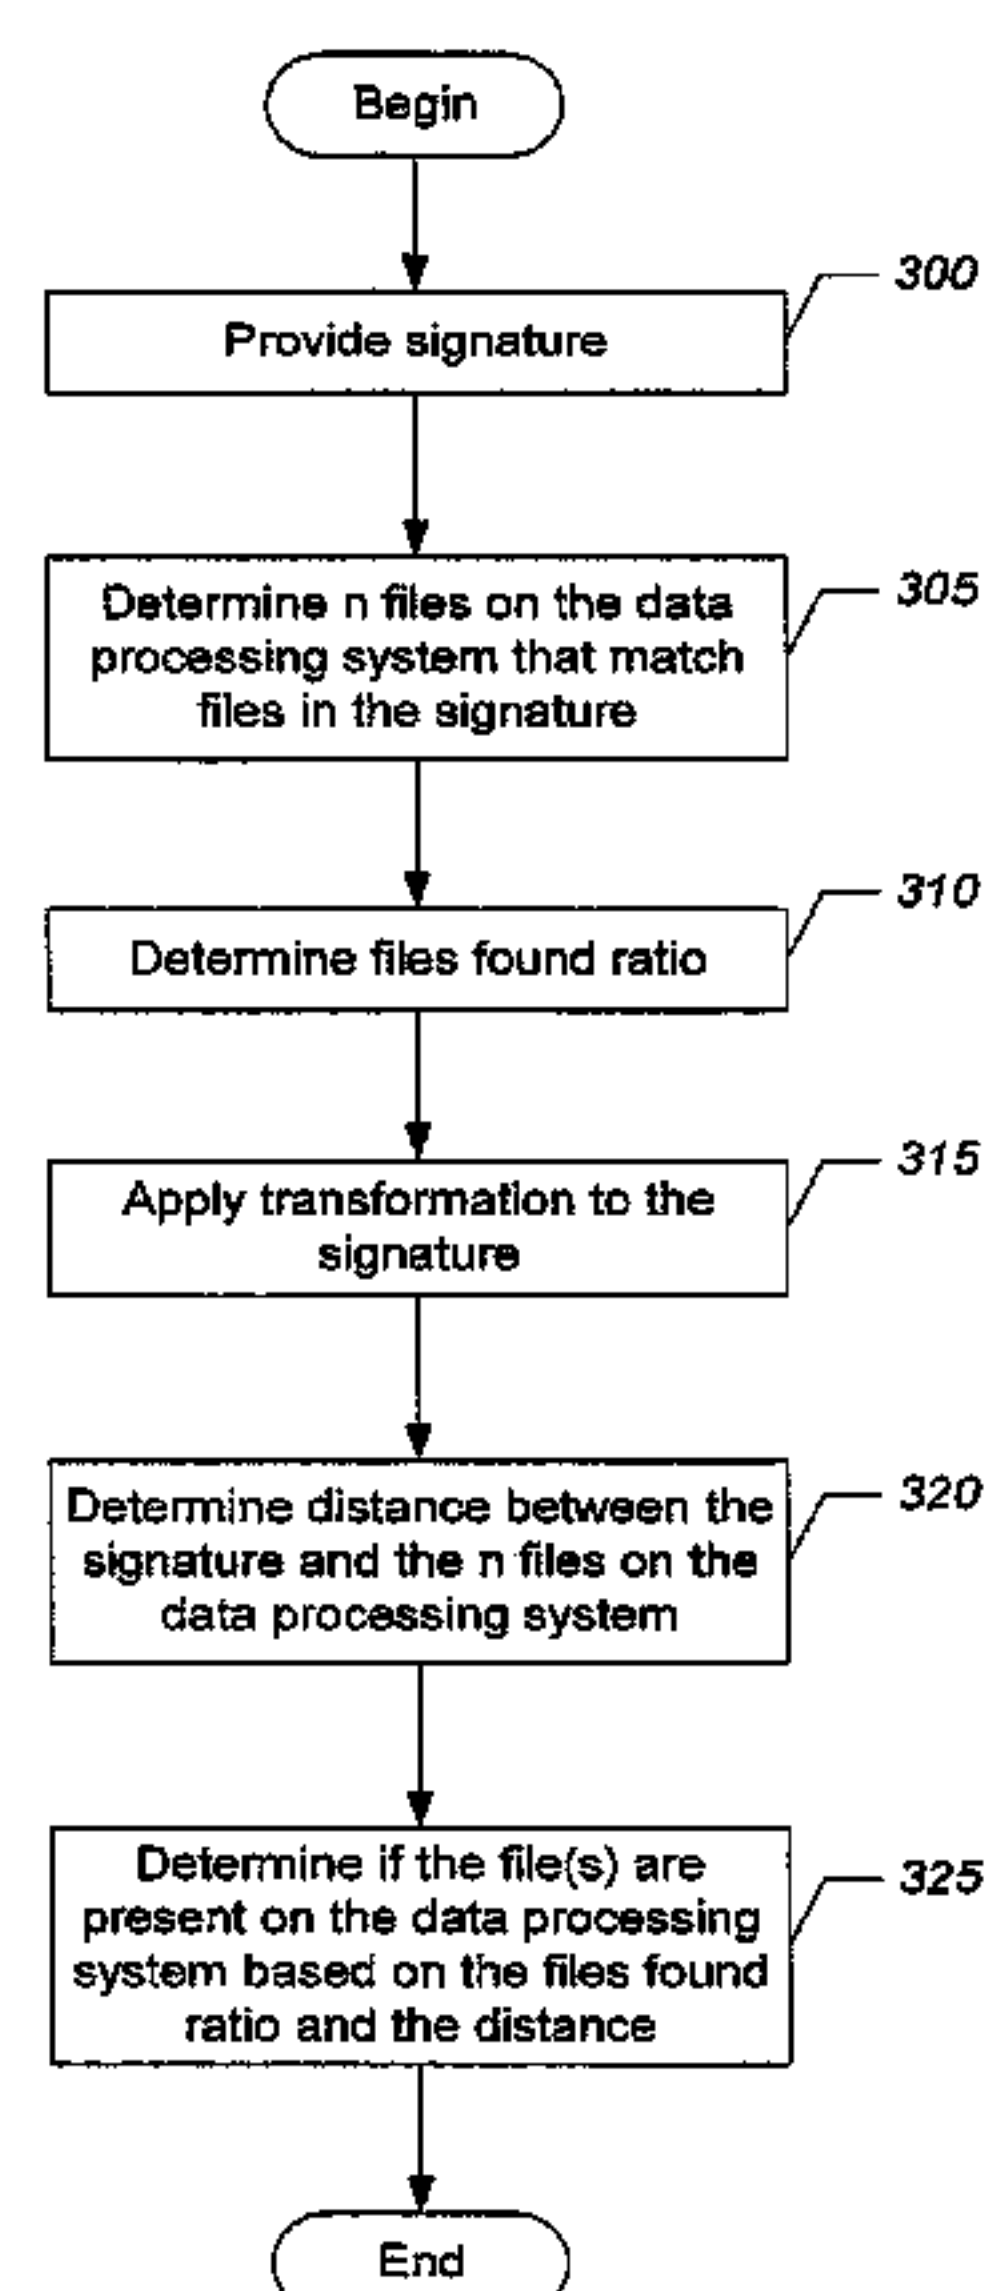 Begin
300
Provide signature
305
Determine n files on the data
processing system that match
files in the signature
310
Determine files found ratio
315
Apply transformation to the
signature
320
Determine distance between the
signature and the n files on the
data processing system
325
Determine if the file(s) are
present on the data processing
system based on the files found
ratio and the distance
End